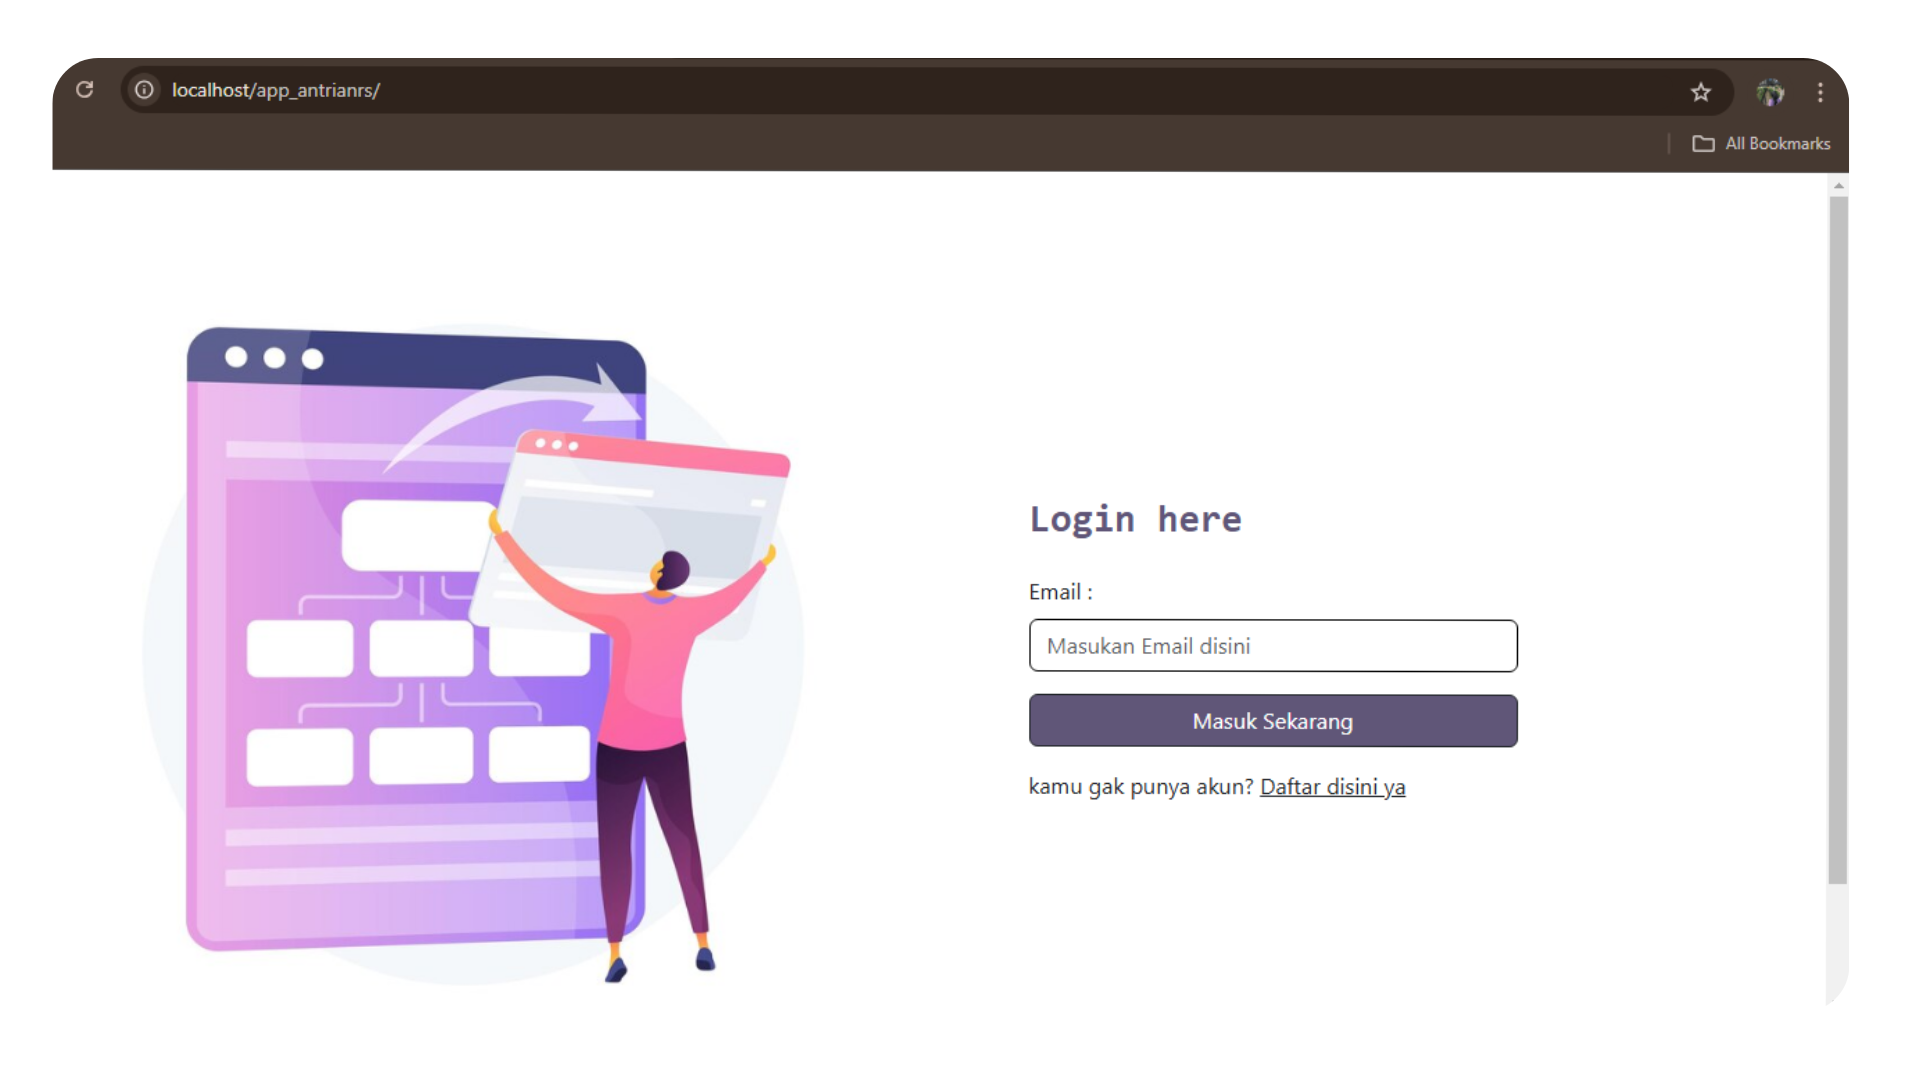 localhost/app_antrianrs/
All Bookmarks
Login here
Email :
Masukan Email disini
Masuk Sekarang
kamu gak punya akun? Daftar disini ya